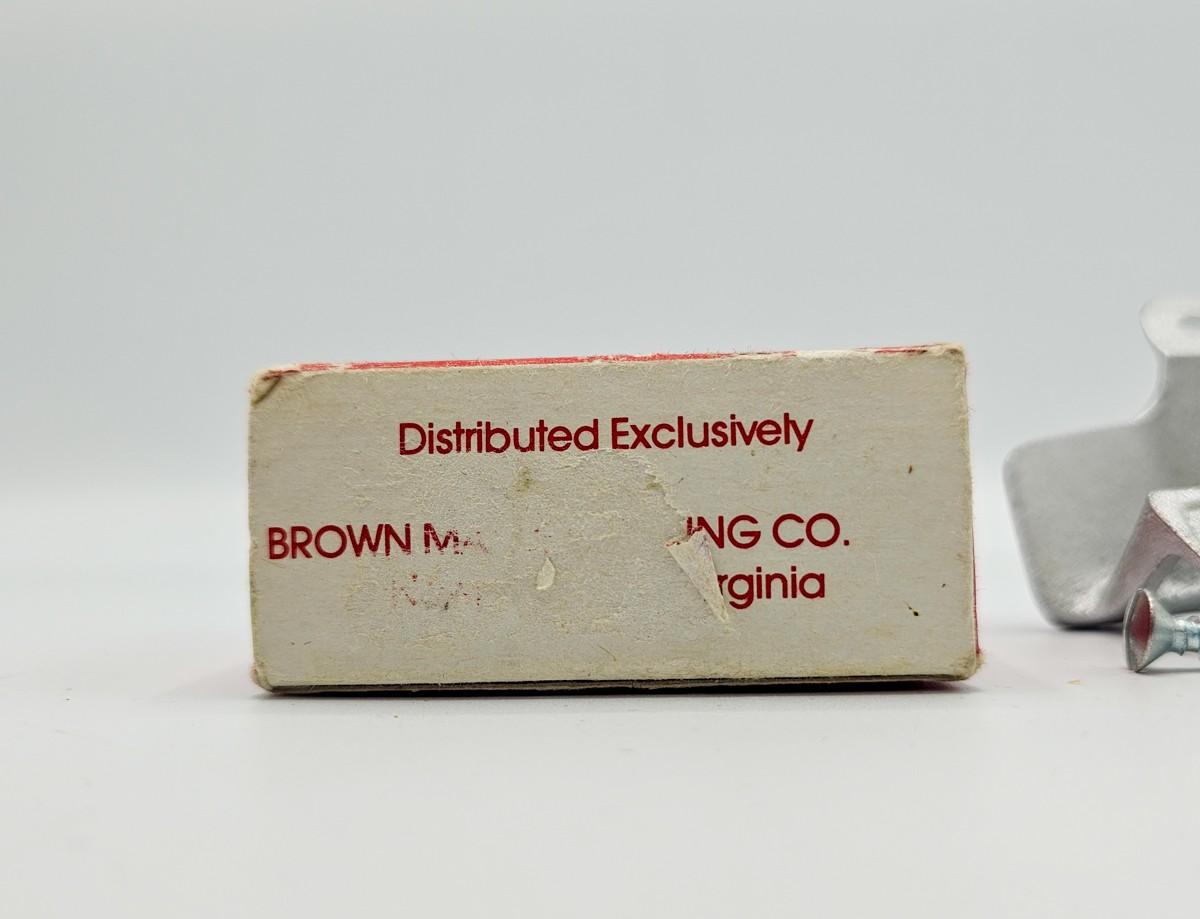 Distributed Exclusively
BROWN MA ING CO.
rginia